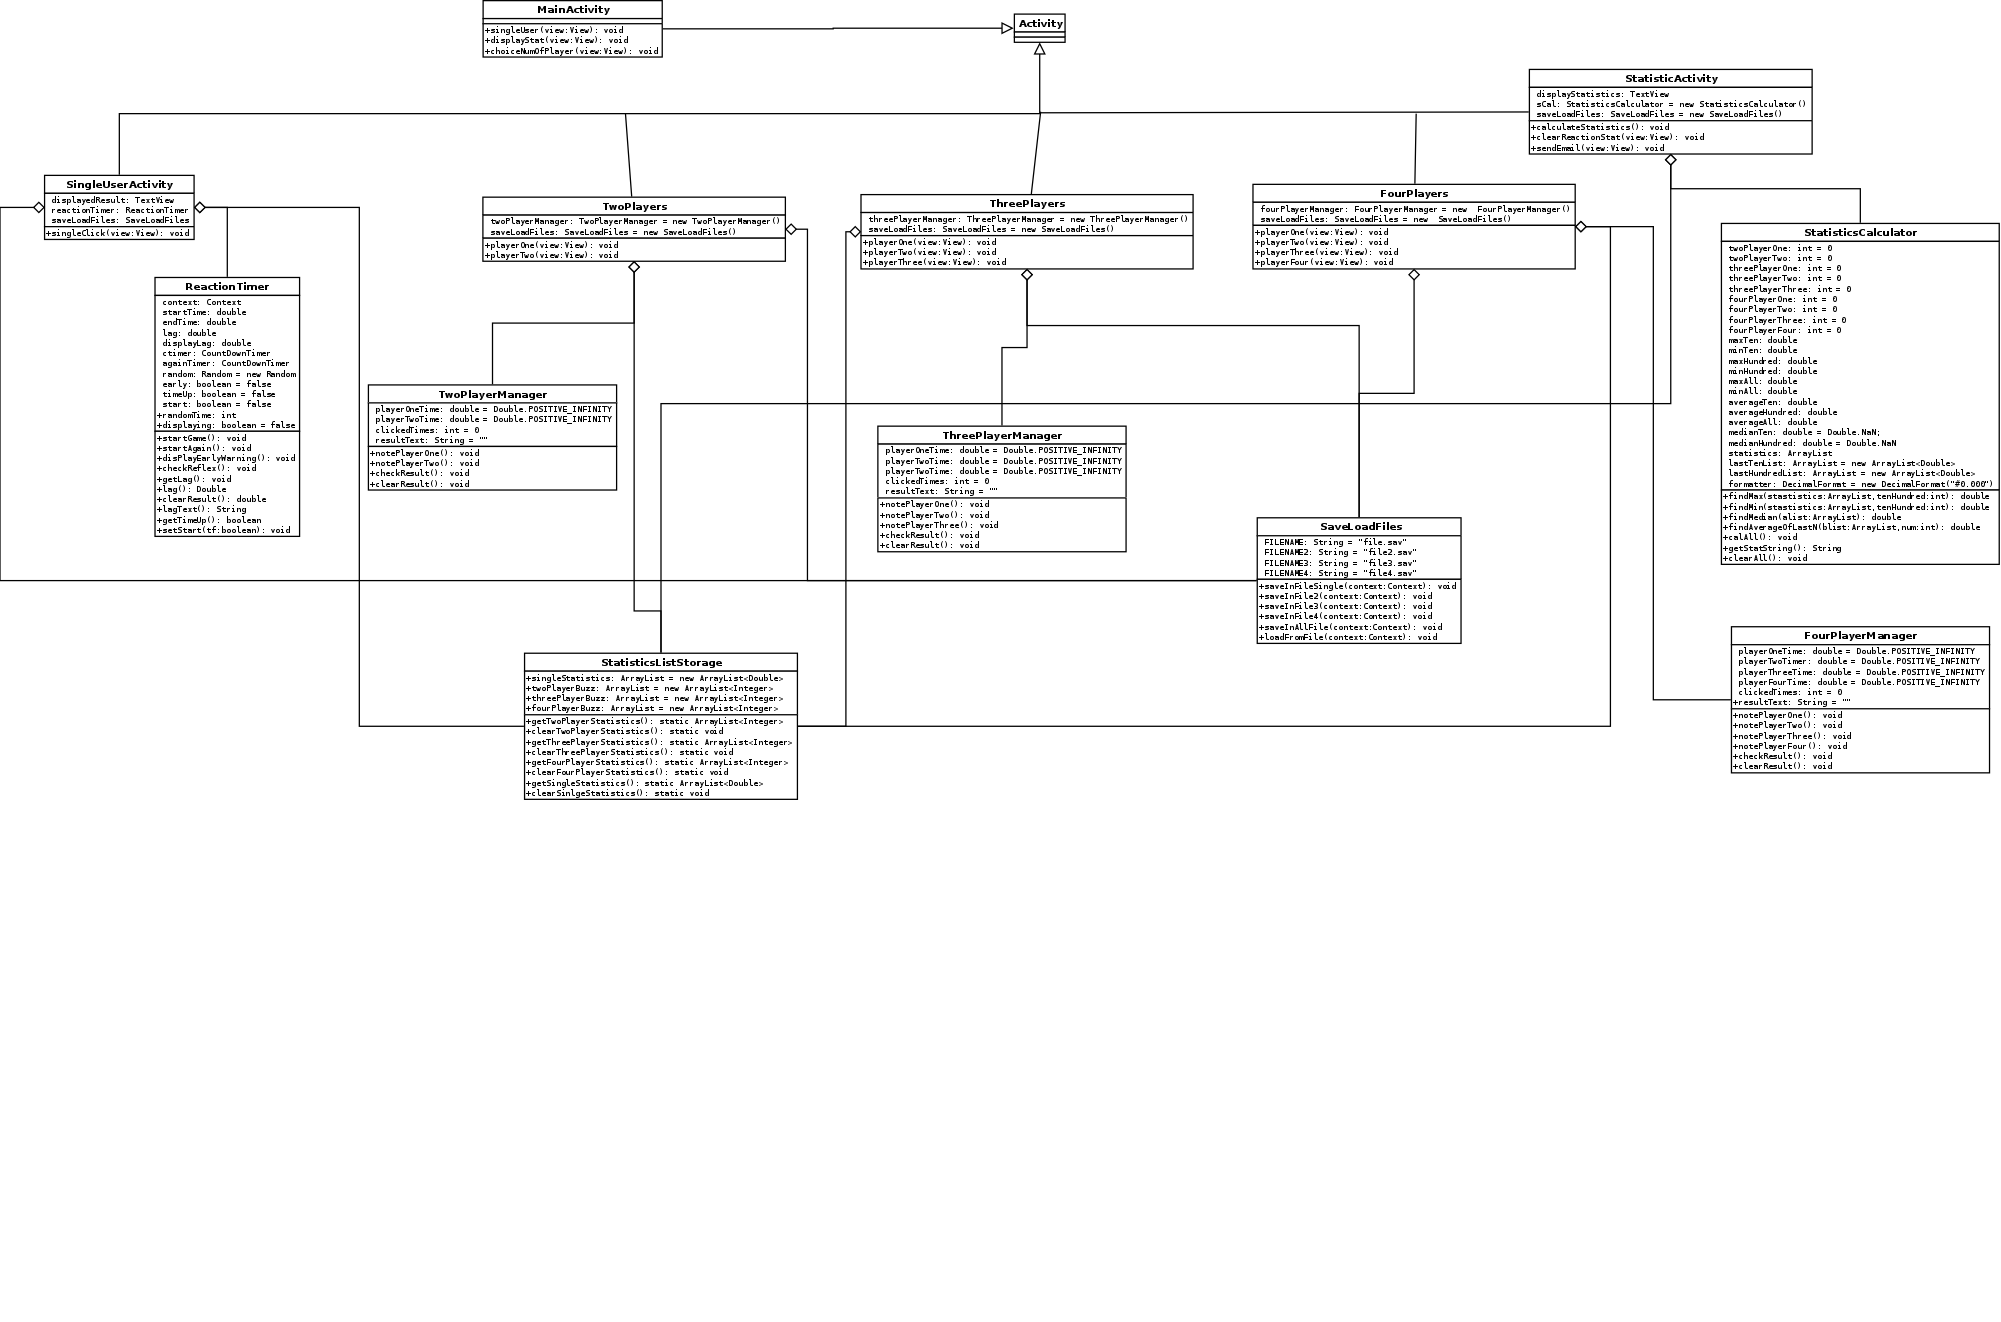 MainActivity
+singleUser(view:View): void
+displayStat(view:View): void
+choiceNumOfPlayer(view:View): void
Activity
StatisticActivity
displayStatistics: TextView
sCal: StatisticsCalculator = new StatisticsCalculator()
saveLoadFiles: SaveLoadFiles = new SaveLoadFiles()
+calculateStatistics(): void
+clearReactionStat(view:View): void
+sendEmail(view:View): void
SingleUserActivity
displayedResult: TextView
reactionTimer: ReactionTimer
saveLoadFiles: SaveLoadFiles
+singleClick(view:View): void
TwoPlayers
twoPlayerManager: TwoPlayerManager = new TwoPlayerManager()
saveLoadFiles: SaveLoadFiles = new SaveLoadFiles()
+playerOne(view:View): void
+playerTwo(view:View): void
ThreePlayers
threePlayerManager: ThreePlayerManager = new ThreePlayerManager()
saveLoadFiles: SaveLoadFiles = new SaveLoadFiles()
+playerOne(view:View): void
+playerTwo(view:View): void
+playerThree(view:View): void
FourPlayers
fourPlayerManager: FourPlayerManager = new  FourPlayerManager()
saveLoadFiles: SaveLoadFiles = new  SaveLoadFiles()
+playerOne(view:View): void
+playerTwo(view:View): void
+playerThree(view:View): void
+playerFour(view:View): void
StatisticsCalculator
twoPlayerOne: int = 0
twoPlayerTwo: int = 0
threePlayerOne: int = 0
threePlayerTwo: int = 0
threePlayerThree: int = 0
fourPlayerOne: int = 0
fourPlayerTwo: int = 0
fourPlayerThree: int = 0
fourPlayerFour: int = 0
maxTen: double
minTen: double
maxHundred: double
minHundred: double
maxAll: double
minAll: double
averageTen: double
averageHundred: double
averageAll: double
medianTen: double = Double.NaN;
medianHundred: double = Double.NaN
statistics: ArrayList
lastTenList: ArrayList = new ArrayList<Double>
lastHundredList: ArrayList = new ArrayList<Double>
formatter: DecimalFormat = new DecimalFormat("#0.000")
+findMax(stastistics:ArrayList,tenHundred:int): double
+findMin(stastistics:ArrayList,tenHundred:int): double
+findMedian(alist:ArrayList): double
+findAverageOfLastN(blist:ArrayList,num:int): double
+calAll(): void
+getStatString(): String
+clearAll(): void
ReactionTimer
context: Context
startTime: double
endTime: double
lag: double
displayLag: double
ctimer: CountDownTimer
againTimer: CountDownTimer
random: Random = new Random
early: boolean = false
timeUp: boolean = false
start: boolean = false
+randomTime: int
+displaying: boolean = false
+startGame(): void
+startAgain(): void
+disPlayEarlyWarning(): void
+checkReflex(): void
+getLag(): void
+lag(): Double
+clearResult(): double
+lagText(): String
+getTimeUp(): boolean
+setStart(tf:boolean): void
TwoPlayerManager
playerOneTime: double = Double.POSITIVE_INFINITY
playerTwoTime: double = Double.POSITIVE_INFINITY
clickedTimes: int = 0
resultText: String = ""
+notePlayerOne(): void
+notePlayerTwo(): void
+checkResult(): void
+clearResult(): void
ThreePlayerManager
playerOneTime: double = Double.POSITIVE_INFINITY
playerTwoTime: double = Double.POSITIVE_INFINITY
playerTwoTime: double = Double.POSITIVE_INFINITY
clickedTimes: int = 0
resultText: String = ""
+notePlayerOne(): void
+notePlayerTwo(): void
+notePlayerThree(): void
+checkResult(): void
+clearResult(): void
SaveLoadFiles
FILENAME: String = "file.sav"
FILENAME2: String = "file2.sav"
FILENAME3: String = "file3.sav"
FILENAME4: String = "file4.sav"
+saveInFileSingle(context:Context): void
+saveInFile2(context:Context): void
+saveInFile3(context:Context): void
+saveInFile4(context:Context): void
+saveInAllFile(context:Context): void
+loadFromFile(context:Context): void
StatisticsListStorage
+singleStatistics: ArrayList = new ArrayList<Double>
+twoPlayerBuzz: ArrayList = new ArrayList<Integer>
+threePlayerBuzz: ArrayList = new ArrayList<Integer>
+fourPlayerBuzz: ArrayList = new ArrayList<Integer>
+getTwoPlayerStatistics(): static ArrayList<Integer>
+clearTwoPlayerStatistics(): static void
+getThreePlayerStatistics(): static ArrayList<Integer>
+clearThreePlayerStatistics(): static void
+getFourPlayerStatistics(): static ArrayList<Integer>
+clearFourPlayerStatistics(): static void
+getSingleStatistics(): static ArrayList<Double>
+clearSinlgeStatistics(): static void
FourPlayerManager
playerOneTime: double = Double.POSITIVE_INFINITY
playerTwoTimer: double = Double.POSITIVE_INFINITY
playerThreeTime: double = Double.POSITIVE_INFINITY
playerFourTime: double = Double.POSITIVE_INFINITY
clickedTimes: int = 0
+resultText: String = ""
+notePlayerOne(): void
+notePlayerTwo(): void
+notePlayerThree(): void
+notePlayerFour(): void
+checkResult(): void
+clearResult(): void